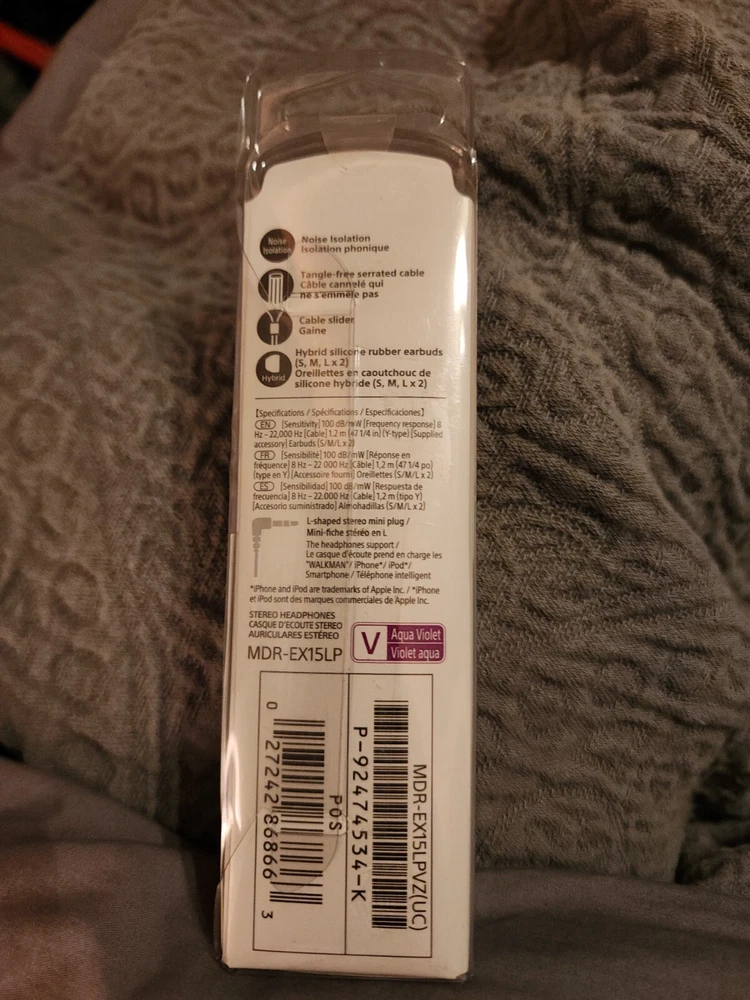 Noise
Isolation
Noise Isolation
Isolation phonique
Tangle-free serrated cable
Câble cannelé qui
ne s'emmêle pas
Cable slider
Gaine
Hybrid
Hybrid silicone rubber earbuds
(S, M, L x 2)
Oreillettes en caoutchouc de
silicone hybride (S, M, L x 2)
【Specifications / Spécifications / Especificaciones】
EN [Sensitivity] 100 dB/mW [Frequency response] 8
Hz – 22,000 Hz [Cable] 1.2 m (47 1/4 in) (Y-type) [Supplied
accessory] Earbuds (S/M/L x 2)
FR [Sensibilité] 100 dB/mW [Réponse en
fréquence] 8 Hz – 22 000 Hz [Câble] 1,2 m (47 1/4 po)
(type en Y) [Accessoire fourni] Oreillettes (S/M/L x 2)
ES [Sensibilidad] 100 dB/mW [Respuesta de
frecuencia] 8 Hz – 22.000 Hz [Cable] 1,2 m (tipo Y)
[Accesorio suministrado] Almohadillas (S/M/L x 2)
L-shaped stereo mini plug /
Mini-fiche stéréo en L
The headphones support /
Le casque d'écoute prend en charge les
"WALKMAN"/ iPhone*/ iPod*/
Smartphone / Téléphone intelligent
*iPhone and iPod are trademarks of Apple Inc. / *iPhone
et iPod sont des marques commerciales de Apple Inc.
STEREO HEADPHONES
CASQUE D'ÉCOUTE STÉRÉO
AURICULARES ESTÉREO
MDR-EX15LP
V
Aqua Violet
Violet aqua
MDR-EX15LPVZ(UC)
P-92474534-K
POS
0 27242 86866 3